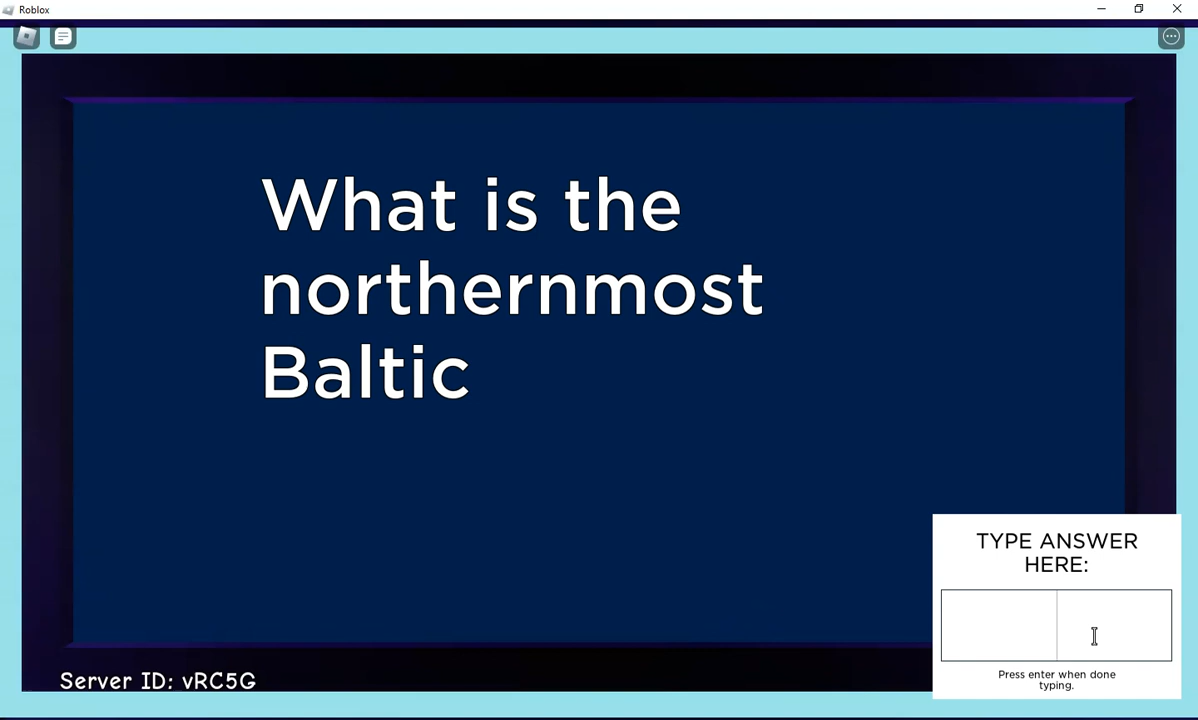 Roblox
What is the
northernmost
Baltic
TYPE ANSWER
HERE:
Press enter when done
typing.
Server ID: vRC5G